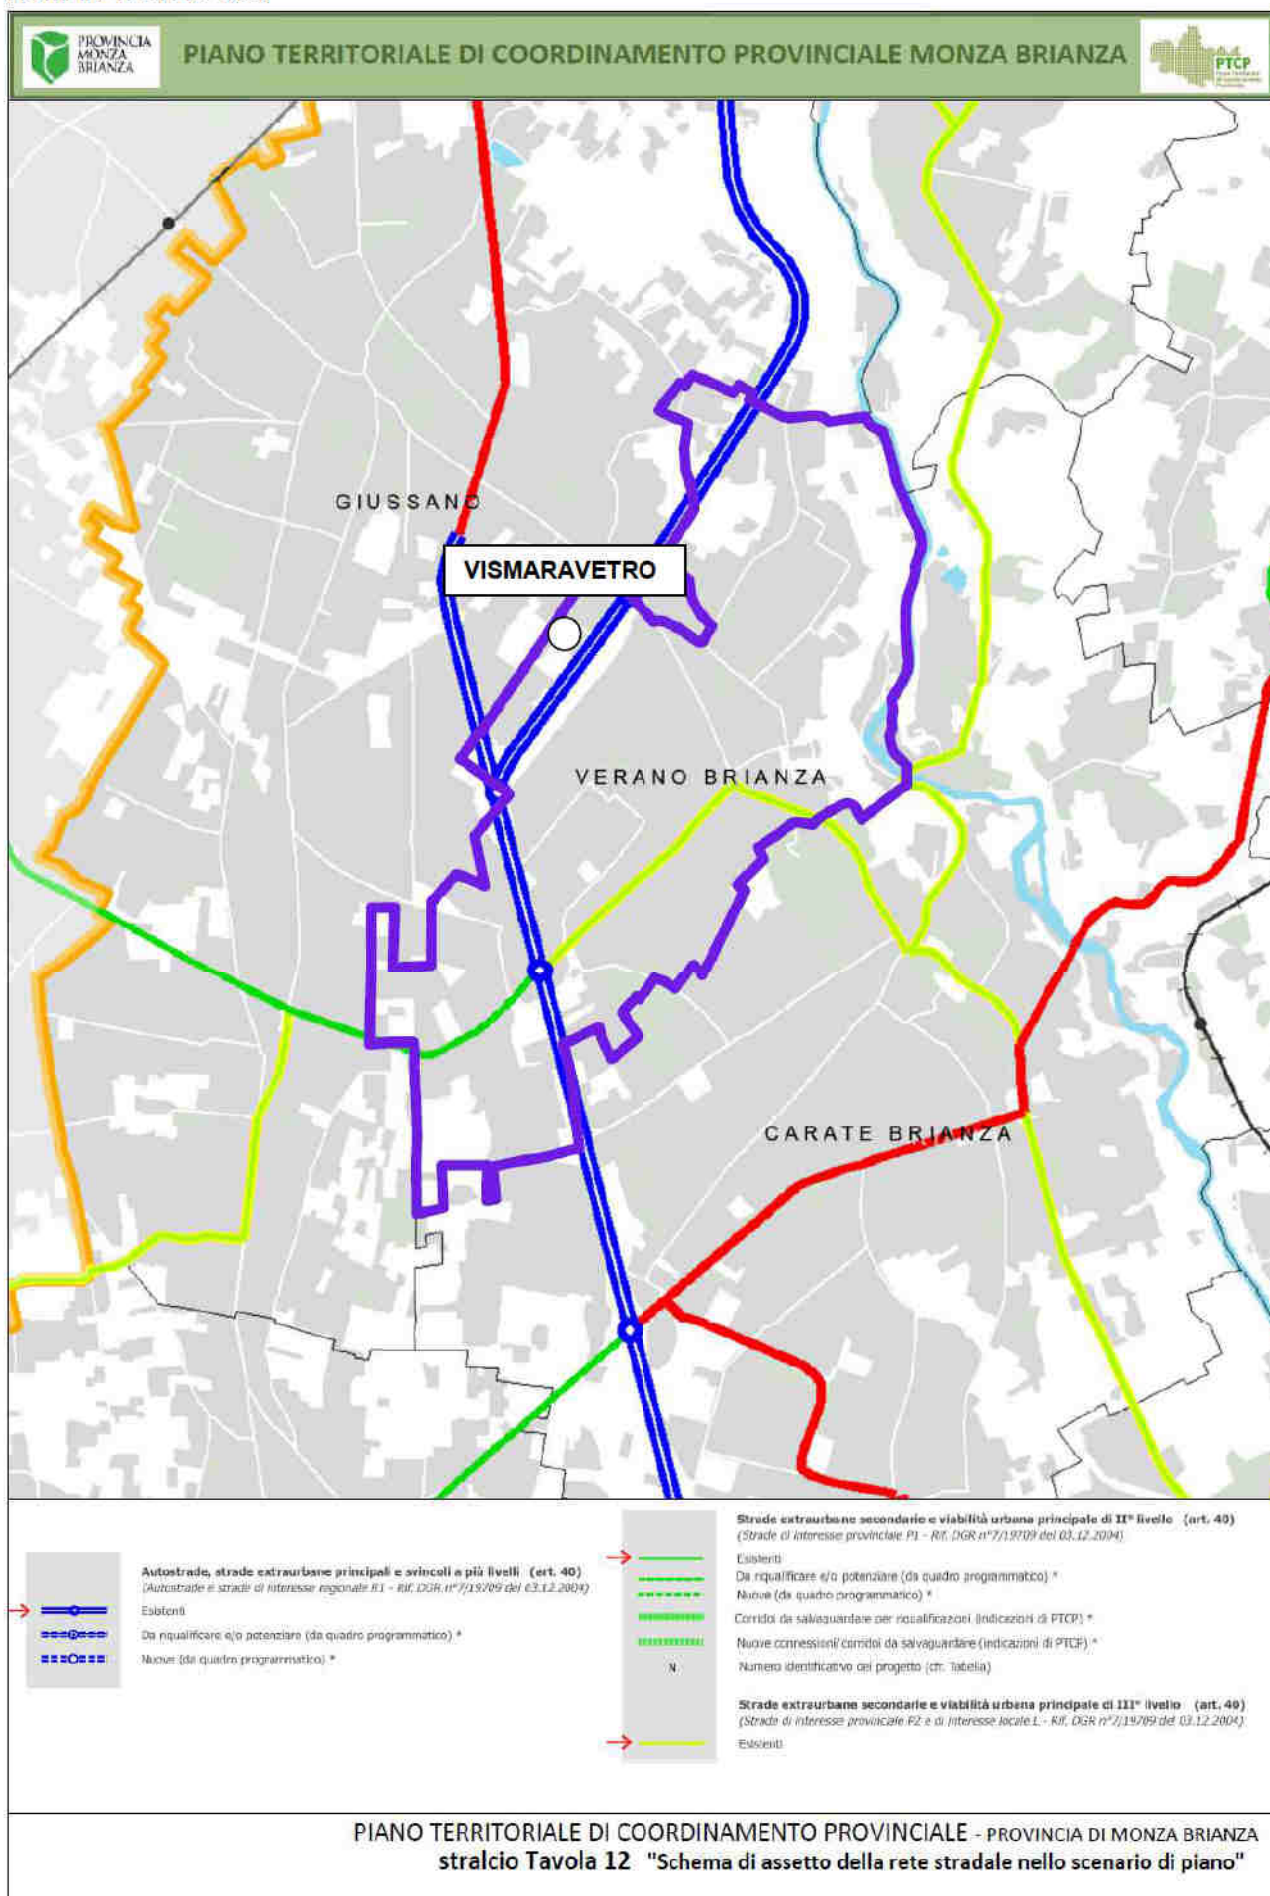 PROVINCIA
MONZA
BRIANZA
PIANO TERRITORIALE DI COORDINAMENTO PROVINCIALE MONZA BRIANZA
PTCP
GIUSSANO
VISMARAVETRO
VERANO BRIANZA
CARATE BRIANZA
Autostrade, strade extraurbane principali e svincoli a più livelli (art. 40)
(Autostrade e strade di interesse regionale R1 - Rif. DGR n°7/19709 del 03.12.2004)
Esistenti
Da riqualificare e/o potenziare (da quadro programmatico) *
Nuove (da quadro programmatico) *
Strade extraurbane secondarie e viabilità urbana principale di II° livello (art. 40)
(Strade di interesse provinciale P1 - Rif. DGR n°7/19709 del 03.12.2004)
Esistenti
Da riqualificare e/o potenziare (da quadro programmatico) *
Nuove (da quadro programmatico) *
Corridoi da salvaguardare per riqualificazioni (indicazioni di PTCP) *
Nuove connessioni/corridoi da salvaguardare (indicazioni di PTCP) *
N Numero identificativo del progetto (cfr. Tabella)
Strade extraurbane secondarie e viabilità urbana principale di III° livello (art. 40)
(Strade di interesse provinciale P2 e di interesse locale L - Rif. DGR n°7/19709 del 03.12.2004)
Esistenti
PIANO TERRITORIALE DI COORDINAMENTO PROVINCIALE - PROVINCIA DI MONZA BRIANZA
stralcio Tavola 12 "Schema di assetto della rete stradale nello scenario di piano"